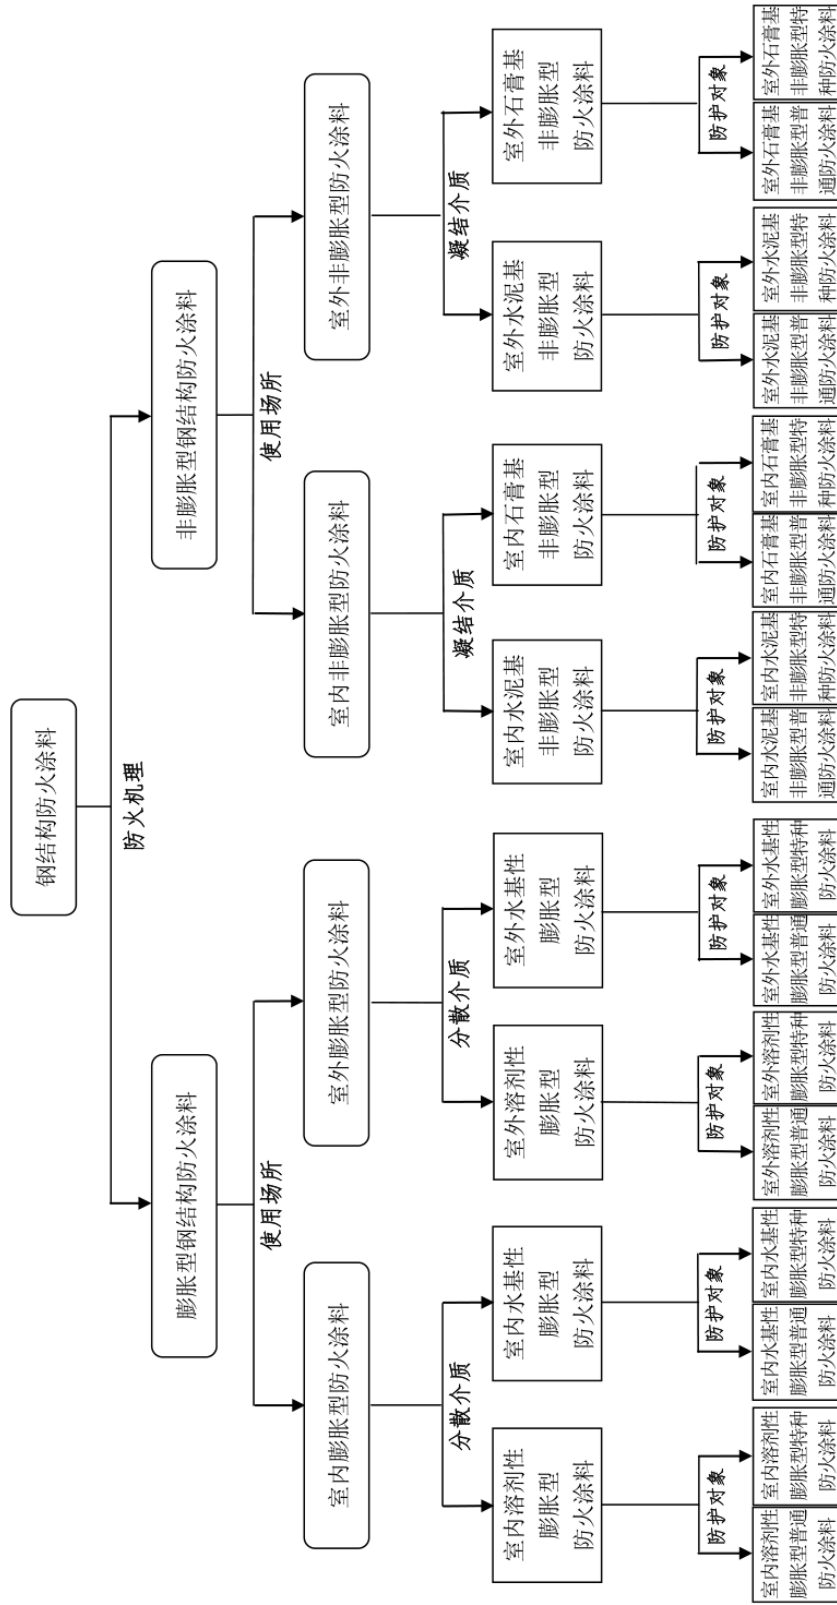 钢结构防火涂料
防火机理
膨胀型钢结构防火涂料
非膨胀型钢结构防火涂料
使用场所
使用场所
室内膨胀型防火涂料
室外膨胀型防火涂料
室内非膨胀型防火涂料
室外非膨胀型防火涂料
分散介质
分散介质
凝结介质
凝结介质
室内溶剂性
膨胀型
防火涂料
室内水基性
膨胀型
防火涂料
室外溶剂性
膨胀型
防火涂料
室外水基性
膨胀型
防火涂料
室内水泥基
非膨胀型
防火涂料
室内石膏基
非膨胀型
防火涂料
室外水泥基
非膨胀型
防火涂料
室外石膏基
非膨胀型
防火涂料
防护对象
防护对象
防护对象
防护对象
防护对象
防护对象
防护对象
防护对象
室内溶剂性
膨胀型普通
防火涂料
室内溶剂性
膨胀型特种
防火涂料
室内水基性
膨胀型普通
防火涂料
室内水基性
膨胀型特种
防火涂料
室外溶剂性
膨胀型普通
防火涂料
室外溶剂性
膨胀型特种
防火涂料
室外水基性
膨胀型普通
防火涂料
室外水基性
膨胀型特种
防火涂料
室内水泥基
非膨胀型普
通防火涂料
室内水泥基
非膨胀型特
种防火涂料
室内石膏基
非膨胀型普
通防火涂料
室内石膏基
非膨胀型特
种防火涂料
室外水泥基
非膨胀型普
通防火涂料
室外水泥基
非膨胀型特
种防火涂料
室外石膏基
非膨胀型普
通防火涂料
室外石膏基
非膨胀型特
种防火涂料